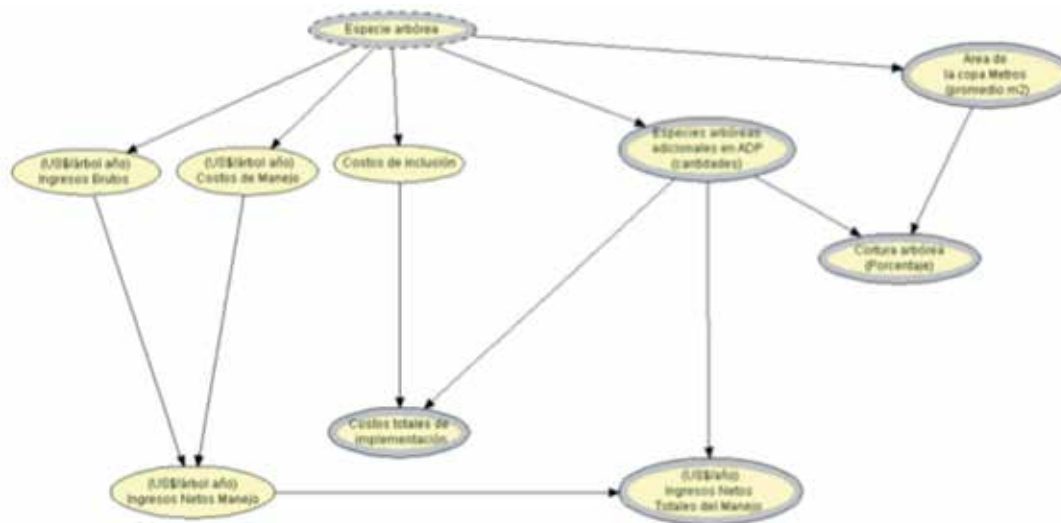 Especie arbórea
Área de
la copa Metros
(promedio m2)
Especies arbóreas
adicionales en ADP
(cantidades)
(US$/árbol año)
Ingresos Brutos
(US$/árbol año)
Costos de Manejo
Costos de inclusión
Cortura arbórea
(Porcentaje)
Costos totales de
implementación.
(US$/árbol año)
Ingresos Netos Manejo
(US$/año)
Ingresos Netos
Totales del Manejo